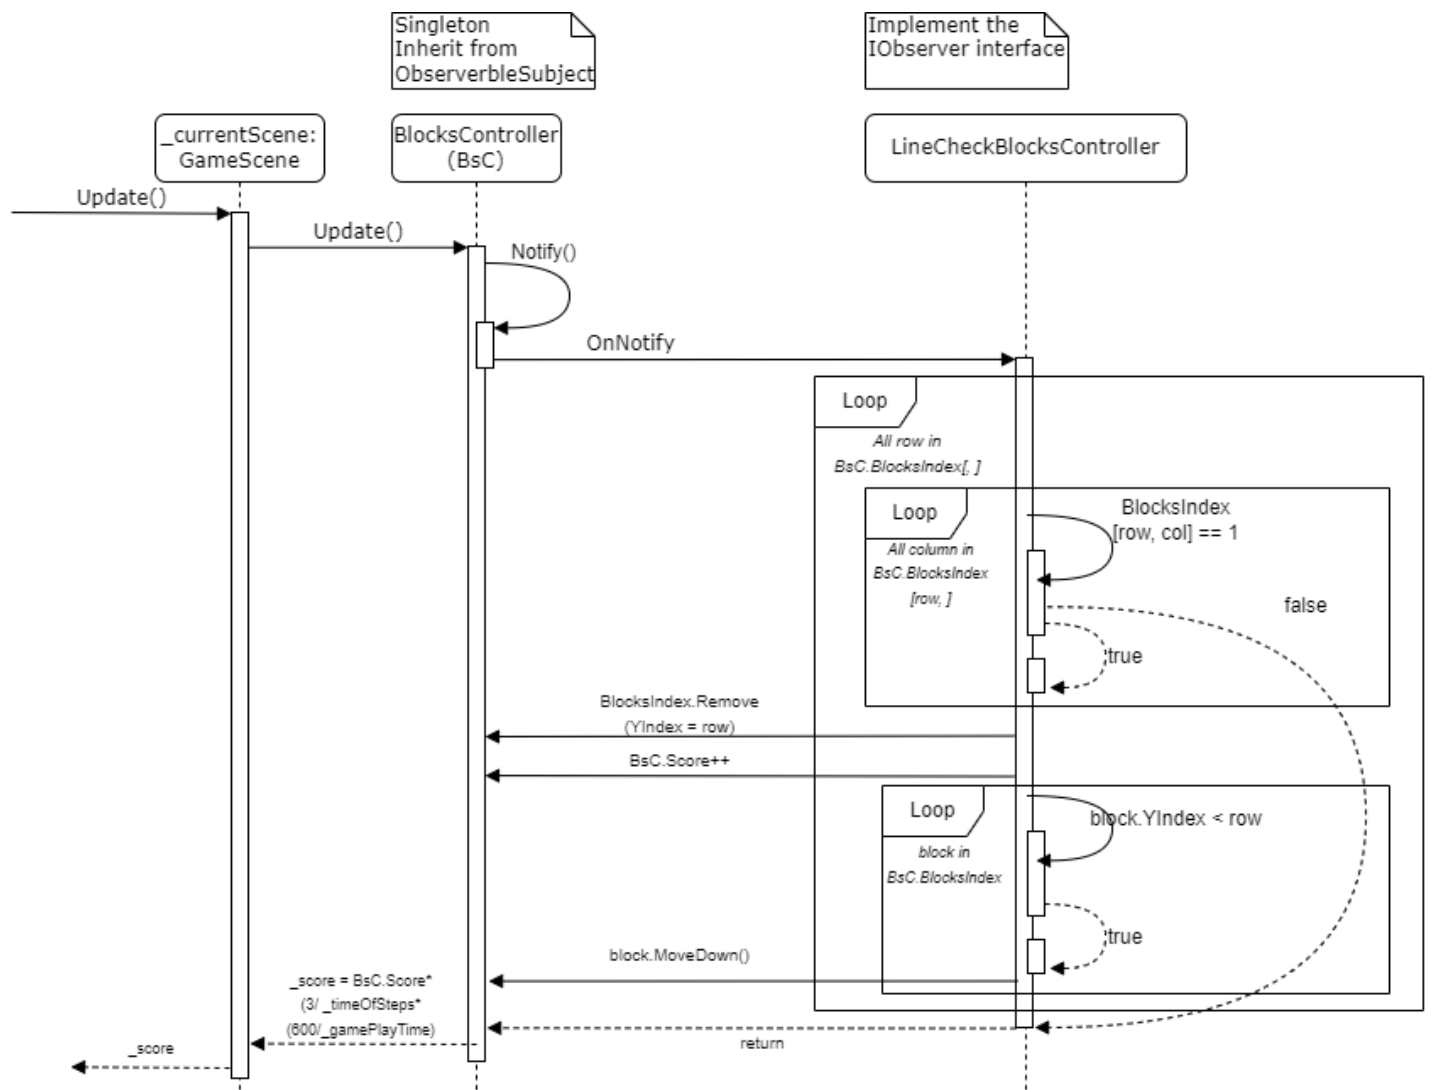 Singleton
Inherit from
ObserverbleSubject
Implement the
IObserver interface
_currentScene:
GameScene
BlocksController
(BsC)
LineCheckBlocksController
Update()
Update()
Notify()
OnNotify
Loop
All row in
BsC.BlocksIndex[, ]
Loop
All column in
BsC.BlocksIndex
[row, ]
BlocksIndex
[row, col] == 1
false
true
BlocksIndex.Remove
(YIndex = row)
BsC.Score++
Loop
block in
BsC.BlocksIndex
block.YIndex < row
true
block.MoveDown()
_score = BsC.Score*
(3/ _timeOfSteps*
(600/_gamePlayTime)
return
_score